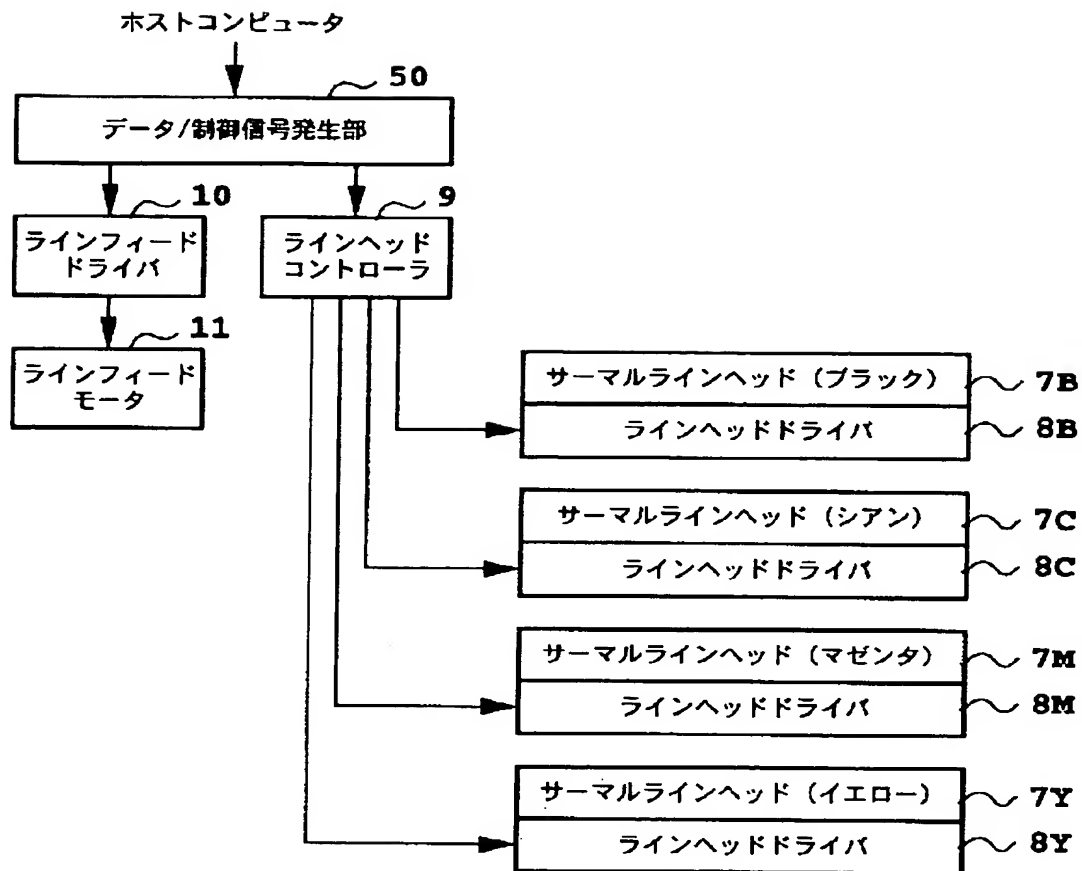 ホストコンピュータ
50
データ/制御信号発生部
10
9
ラインフィード
ドライバ
ラインヘッド
コントローラ
11
ラインフィード
モータ
サーマルラインヘッド（ブラック） 7B
ラインヘッドドライバ 8B
サーマルラインヘッド（シアン） 7C
ラインヘッドドライバ 8C
サーマルラインヘッド（マゼンタ） 7M
ラインヘッドドライバ 8M
サーマルラインヘッド（イエロー） 7Y
ラインヘッドドライバ 8Y